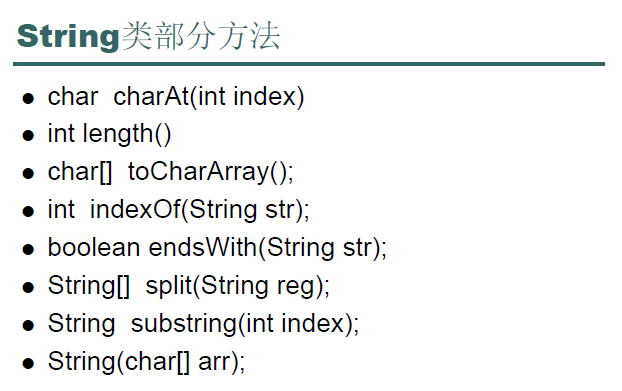 String类部分方法
● char  charAt(int index)
● int length()
● char[]  toCharArray();
● int  indexOf(String str);
● boolean endsWith(String str);
● String[]  split(String reg);
● String  substring(int index);
● String(char[] arr);